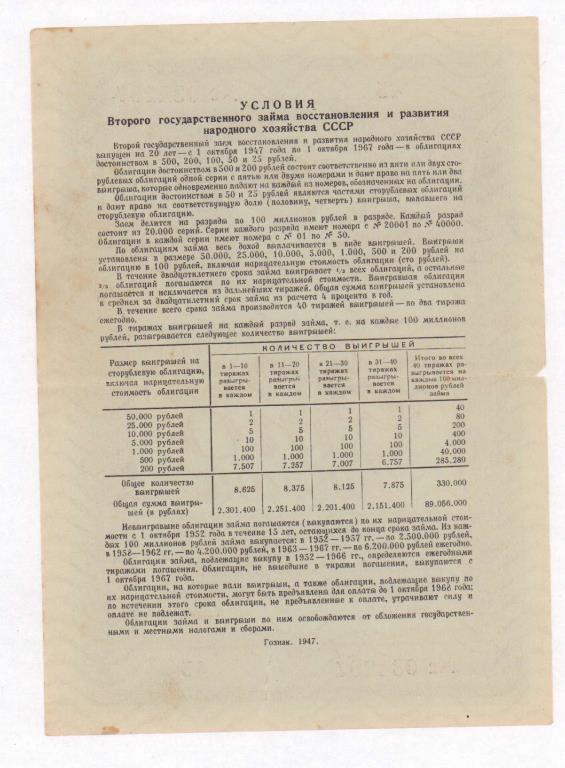 УСЛОВИЯ
Второго государственного займа восстановления и развития
народного хозяйства СССР
Второй государственный заем восстановления и развития народного хозяйства СССР
выпущен на 20 лет — с 1 октября 1947 года по 1 октября 1967 года — в облигациях
достоинством в 500, 200, 100, 50 и 25 рублей.
Облигации достоинством в 500 и 200 рублей состоят соответственно из пяти или двух сто-
рублевых облигаций одной серии с пятью или двумя номерами и дают право на пять или два
выигрыша, которые одновременно падают на каждый из номеров, обозначенных на облигации.
Облигации достоинством в 50 и 25 рублей являются частями сторублевых облигаций
и дают право на соответствующую долю (половину, четверть) выигрыша, выпавшего на
сторублевую облигацию.
Заем делится на разряды по 100 миллионов рублей в разряде. Каждый разряд
состоит из 20.000 серий. Серии каждого разряда имеют номера с № 20001 по № 40000.
Облигации в каждой серии имеют номера с № 01 по № 50.
По облигациям займа весь доход выплачивается в виде выигрышей. Выигрыши
установлены в размере 50.000, 25.000, 10.000, 5.000, 1.000, 500 и 200 рублей на
облигацию в 100 рублей, включая нарицательную стоимость облигации (сто рублей).
В течение двадцатилетнего срока займа выигрывает 1/3 всех облигаций, а остальные
2/3 облигаций погашается по их нарицательной стоимости. Выигравшая облигация
погашается и исключается из дальнейших тиражей. Общая сумма выигрышей установлена
в среднем за двадцатилетний срок займа из расчета 4 процента в год.
В течение всего срока займа производится 40 тиражей выигрышей — по два тиража
ежегодно.
В тиражах выигрышей на каждый разряд займа, т. е. на каждые 100 миллионов
рублей, разыгрывается следующее количество выигрышей:
Размер выигрышей на сторублевую облигацию, включая нарицательную стоимость облигации
КОЛИЧЕСТВО ВЫИГРЫШЕЙ
в 1—10 тиражах разыгрывается в каждом
в 11—20 тиражах разыгрывается в каждом
в 21—30 тиражах разыгрывается в каждом
в 31—40 тиражах разыгрывается в каждом
Итого во всех 40 тиражах разыгрывается на каждые 100 миллионов рублей займа
50.000 рублей 1 1 1 1 40
25.000 рублей 2 2 2 2 80
10.000 рублей 5 5 5 5 200
5.000 рублей 10 10 10 10 400
1.000 рублей 100 100 100 100 4.000
500 рублей 1.000 1.000 1.000 1.000 40.000
200 рублей 7.507 7.257 7.007 6.757 285.280
Общее количество выигрышей 8.625 8.375 8.125 7.875 330.000
Общая сумма выигрышей (в рублях) 2.301.400 2.251.400 2.201.400 2.151.400 89.056.000
Невыигравшие облигации займа погашаются (выкупаются) по их нарицательной стои-
мости с 1 октября 1952 года в течение 15 лет, остающихся до конца срока займа. Из каж-
дых 100 миллионов рублей займа выкупается: в 1952—1957 гг. — по 2.500.000 рублей,
в 1958—1962 гг. — по 4.200.000 рублей, в 1963—1967 гг. — по 6.200.000 рублей ежегодно.
Облигации займа, подлежащие выкупу в 1952—1966 гг., определяются ежегодными
тиражами погашения. Облигации, не вышедшие в тиражи погашения, выкупаются с
1 октября 1967 года.
Облигации, на которые пали выигрыши, а также облигации, подлежащие выкупу по
их нарицательной стоимости, могут быть предъявлены для оплаты до 1 октября 1968 года;
по истечении этого срока облигации, не предъявленные к оплате, утрачивают силу и
оплате не подлежат.
Облигации займа и выигрыши по ним освобождаются от обложения государствен-
ными и местными налогами и сборами.
Гознак. 1947.